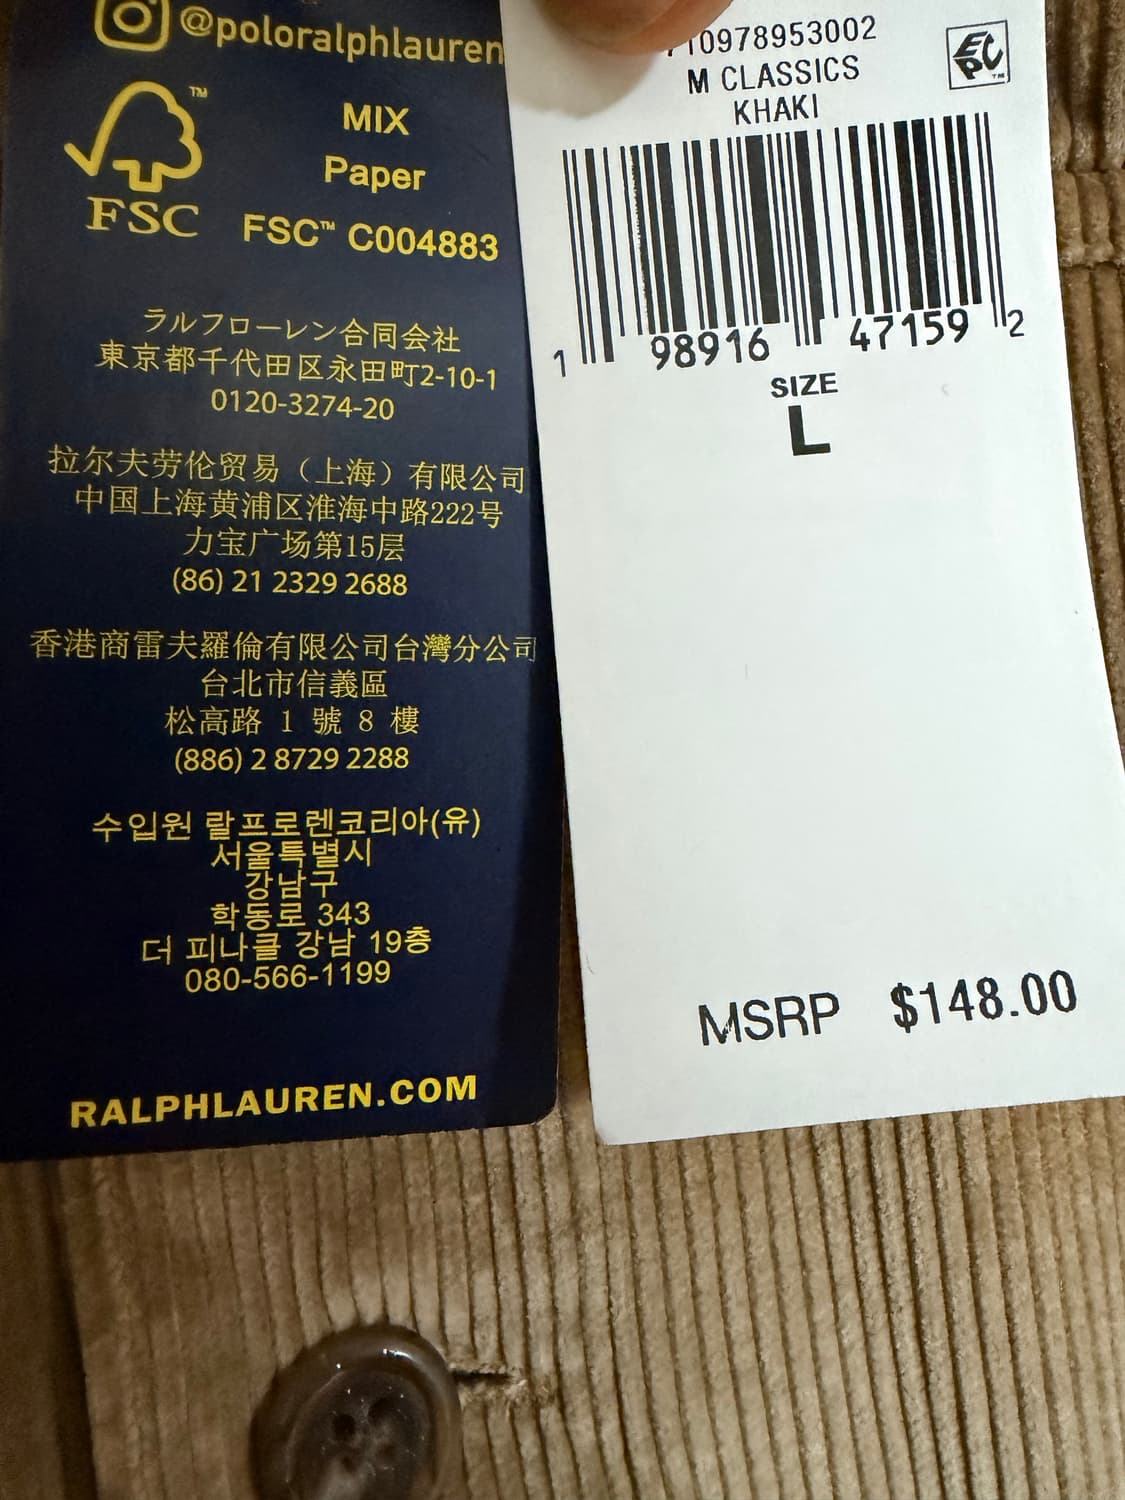 @poloralphlauren
FSC
MIX
Paper
FSC™ C004883
ラルフローレン合同会社
東京都千代田区永田町2-10-1
0120-3274-20
拉尔夫劳伦贸易（上海）有限公司
中国上海黄浦区淮海中路222号
力宝广场第15层
(86) 21 2329 2688
香港商雷夫羅倫有限公司台灣分公司
台北市信義區
松高路 1 號 8 樓
(886) 2 8729 2288
수입원 랄프로렌코리아(유)
서울특별시
강남구
학동로 343
더 피나클 강남 19층
080-566-1199
RALPHLAUREN.COM
710978953002
M CLASSICS
KHAKI
1 98916 47159 2
SIZE
L
MSRP $148.00